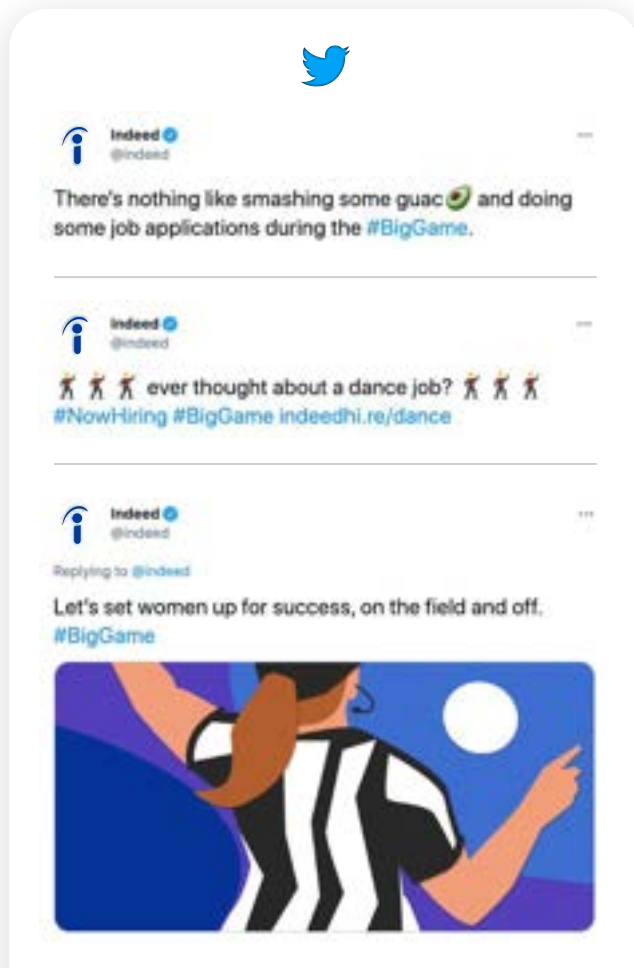 Indeed
@indeed
There's nothing like smashing some guac🥑 and doing
some job applications during the #BigGame.
Indeed
@indeed
🕺 🕺 🕺 ever thought about a dance job? 🕺 🕺 🕺
#NowHiring #BigGame indeedhi.re/dance
Indeed
@indeed
Replying to @indeed
Let's set women up for success, on the field and off.
#BigGame